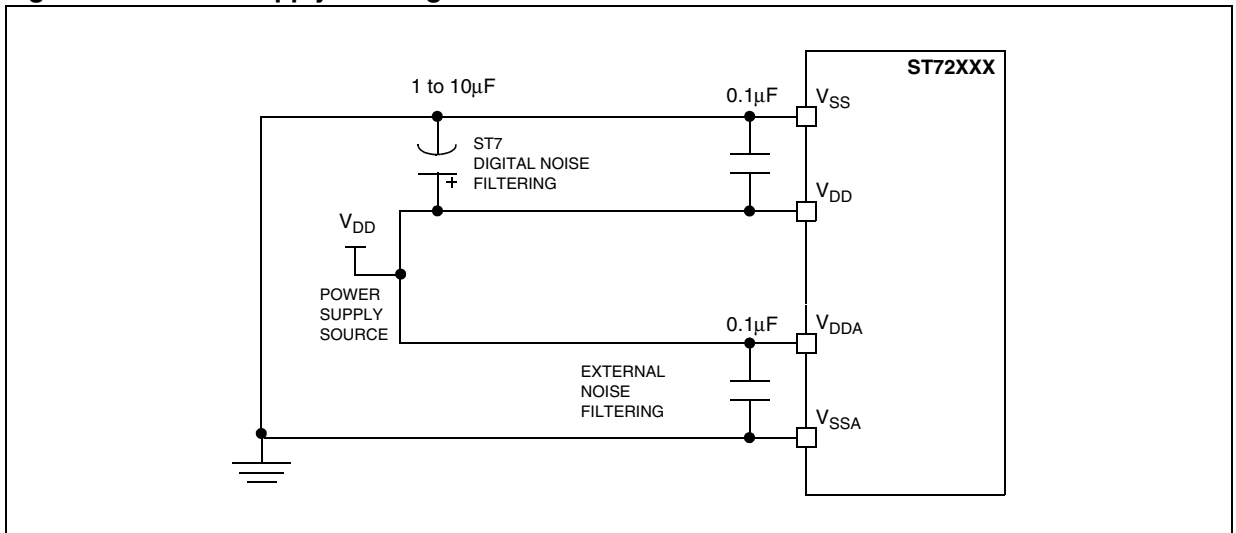 ST72XXX
1 to 10μF
0.1μF
VSS
ST7
DIGITAL NOISE
FILTERING
+
VDD
VDD
POWER
SUPPLY
SOURCE
0.1μF
VDDA
EXTERNAL
NOISE
FILTERING
VSSA